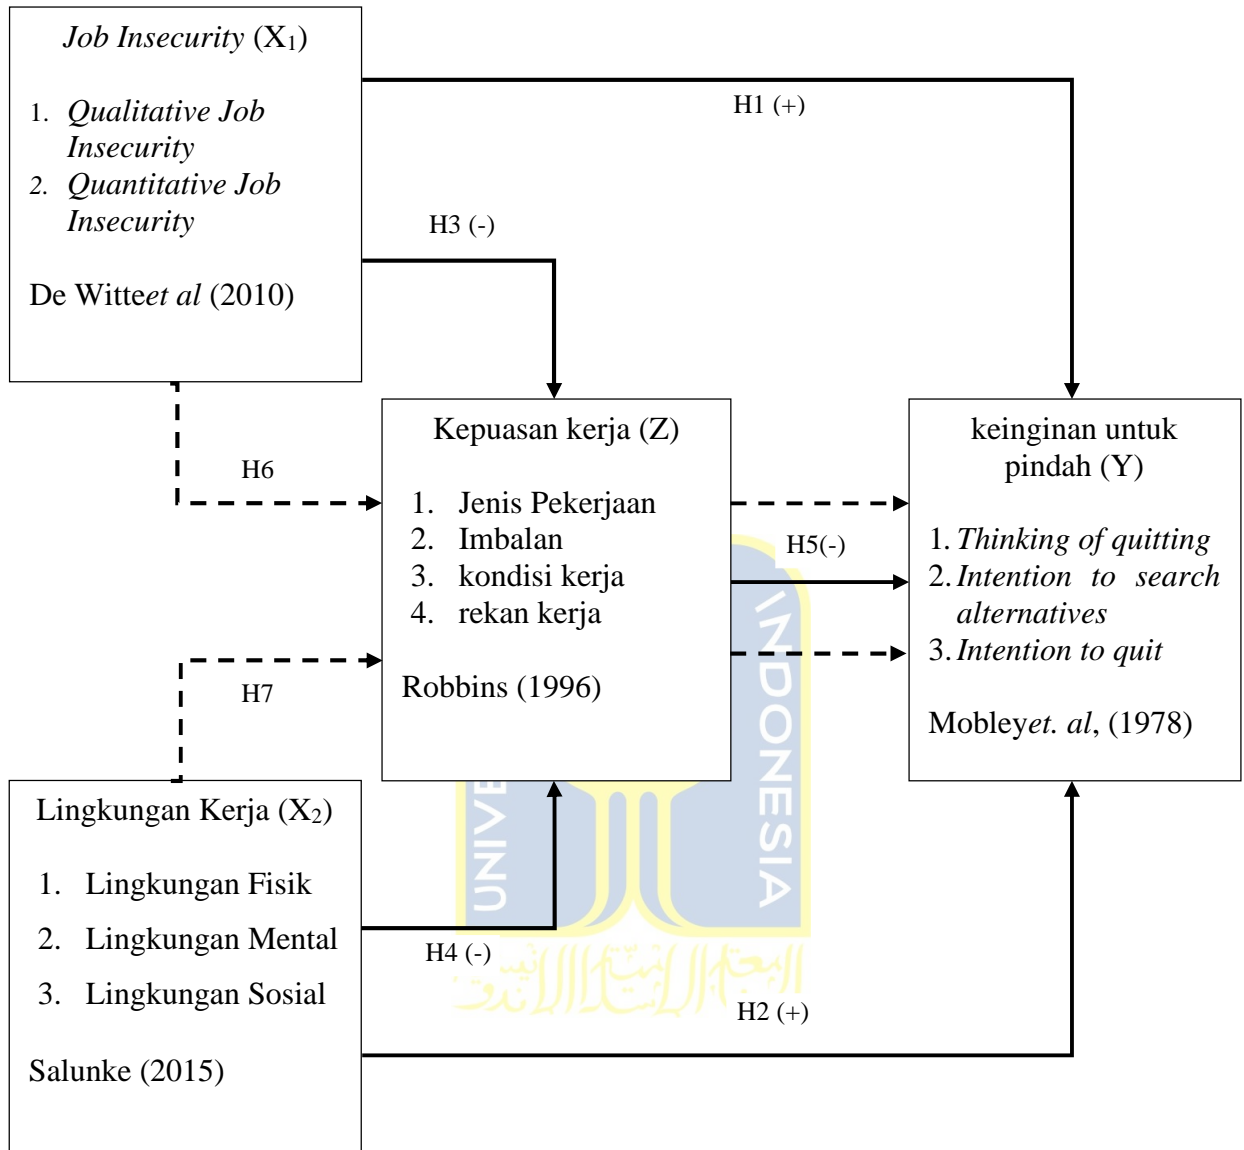 Job Insecurity (X₁)
1. Qualitative Job
Insecurity
2. Quantitative Job
Insecurity
De Witteet al (2010)
H1 (+)
H3 (-)
H6
Kepuasan kerja (Z)
1. Jenis Pekerjaan
2. Imbalan
3. kondisi kerja
4. rekan kerja
Robbins (1996)
H5(-)
keinginan untuk
pindah (Y)
1. Thinking of quitting
2. Intention to search
alternatives
3. Intention to quit
Mobleyet. al, (1978)
H7
Lingkungan Kerja (X₂)
1. Lingkungan Fisik
2. Lingkungan Mental
3. Lingkungan Sosial
Salunke (2015)
H4 (-)
H2 (+)
UNIVE
INDONESIA